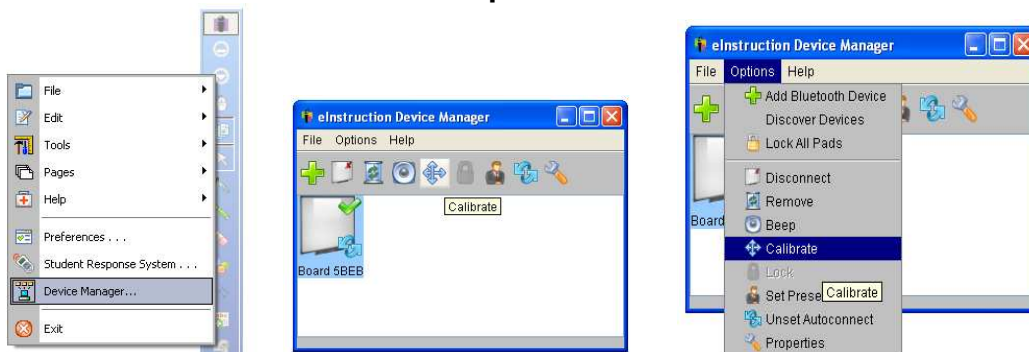 File
Edit
Tools
Pages
Help
Preferences . . .
Student Response System . . .
Device Manager...
Exit
eInstruction Device Manager
File Options Help
Calibrate
Board 5BEB
eInstruction Device Manager
File Options Help
Add Bluetooth Device
Discover Devices
Lock All Pads
Disconnect
Remove
Board
Beep
Calibrate
Lock
Set Prese
Calibrate
Unset Autoconnect
Properties